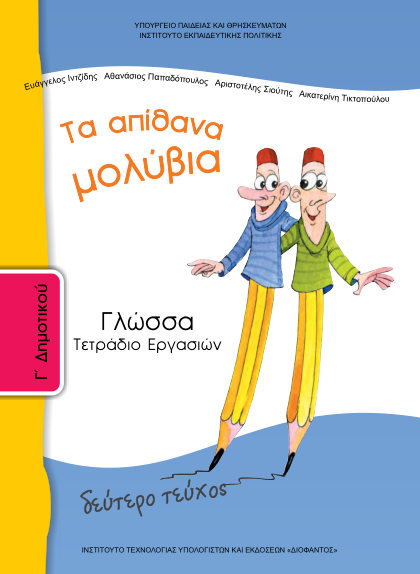 ΥΠΟΥΡΓΕΙΟ ΠΑΙΔΕΙΑΣ ΚΑΙ ΘΡΗΣΚΕΥΜΑΤΩΝ
ΙΝΣΤΙΤΟΥΤΟ ΕΚΠΑΙΔΕΥΤΙΚΗΣ ΠΟΛΙΤΙΚΗΣ
Ευάγγελος Ιντζίδης Αθανάσιος Παπαδόπουλος Αριστοτέλης Σιούτης Αικατερίνη Τικτοπούλου
Τα απίθανα
μολύβια
Γλώσσα
Τετράδιο Εργασιών
Γ΄ Δημοτικού
δεύτερο τεύχος
ΙΝΣΤΙΤΟΥΤΟ ΤΕΧΝΟΛΟΓΙΑΣ ΥΠΟΛΟΓΙΣΤΩΝ ΚΑΙ ΕΚΔΟΣΕΩΝ «ΔΙΟΦΑΝΤΟΣ»